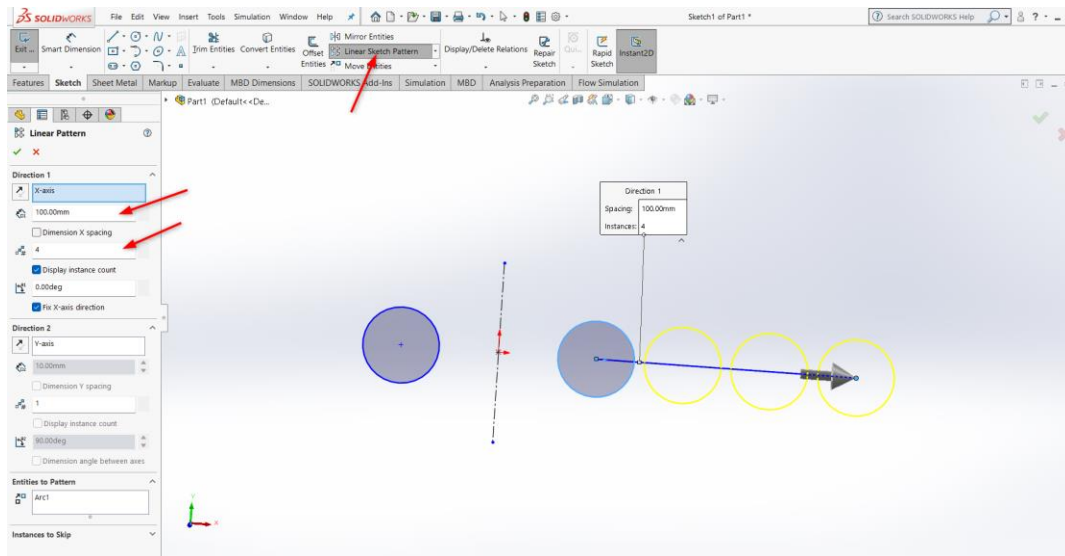 SOLIDWORKS File Edit View Insert Tools Simulation Window Help Sketch1 of Part1 * Search SOLIDWORKS Help
Exit ... Smart Dimension Trim Entities Convert Entities Offset Entities Mirror Entities Linear Sketch Pattern Move Entities Display/Delete Relations Repair Sketch Qui... Rapid Sketch Instant2D
Features Sketch Sheet Metal Markup Evaluate MBD Dimensions SOLIDWORKS Add-Ins Simulation MBD Analysis Preparation Flow Simulation
Part1 (Default<<De...
Linear Pattern
Direction 1
X-axis
100.00mm
Dimension X spacing
4
Display instance count
0.00deg
Fix X-axis direction
Direction 2
Y-axis
10.00mm
Dimension Y spacing
1
Display instance count
90.00deg
Dimension angle between axes
Entities to Pattern
Arc1
Instances to Skip
Direction 1
Spacing: 100.00mm
Instances: 4
Y
X